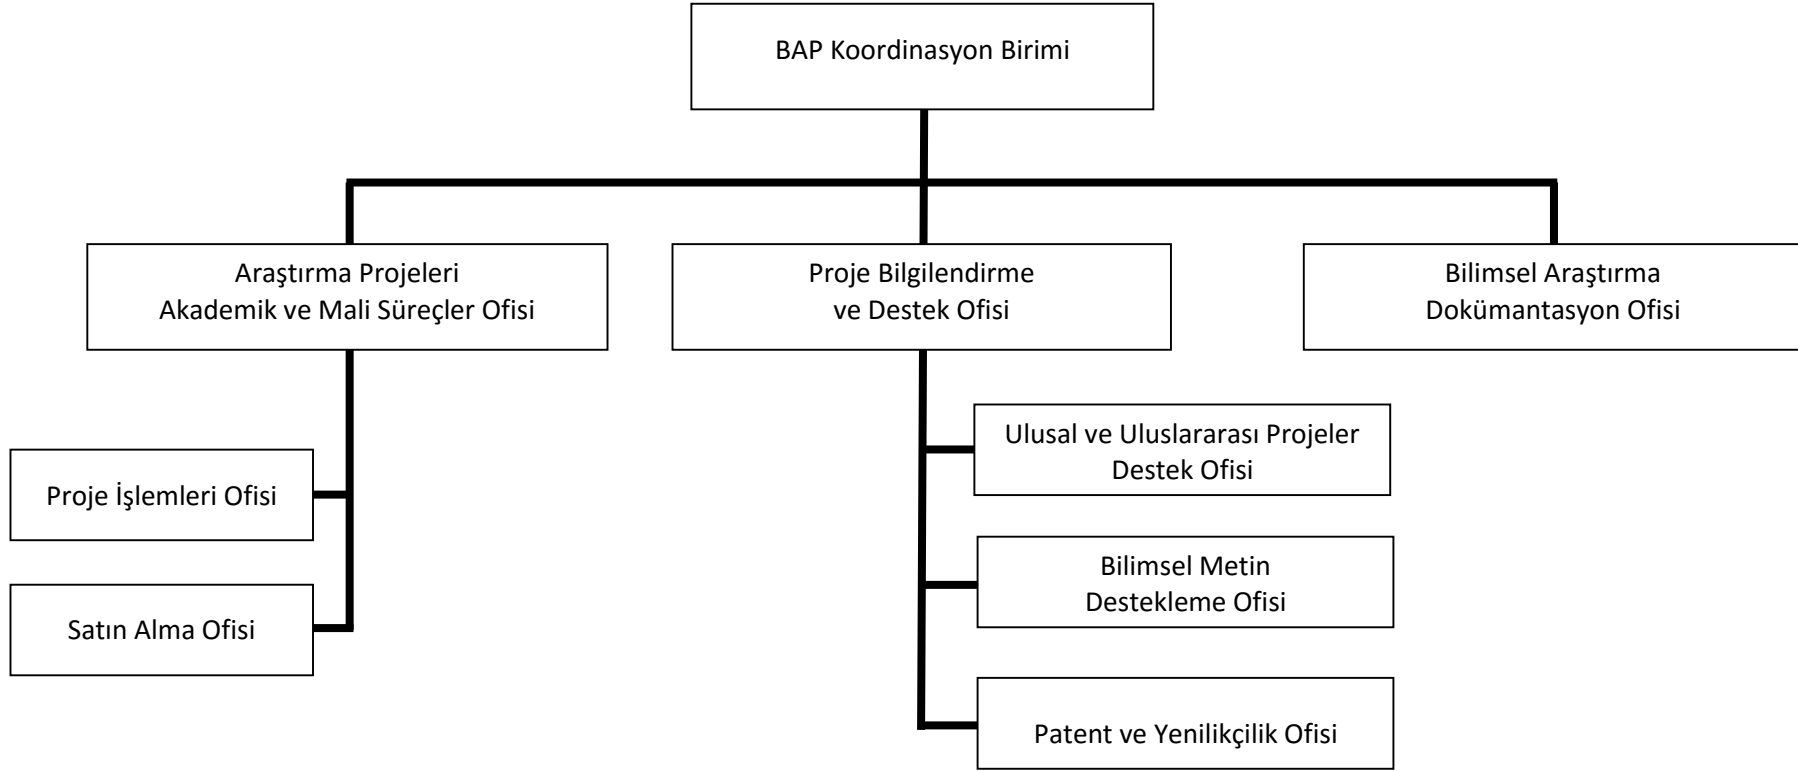 BAP Koordinasyon Birimi
Araştırma Projeleri
Akademik ve Mali Süreçler Ofisi
Proje Bilgilendirme
ve Destek Ofisi
Bilimsel Araştırma
Dokümantasyon Ofisi
Proje İşlemleri Ofisi
Satın Alma Ofisi
Ulusal ve Uluslararası Projeler
Destek Ofisi
Bilimsel Metin
Destekleme Ofisi
Patent ve Yenilikçilik Ofisi